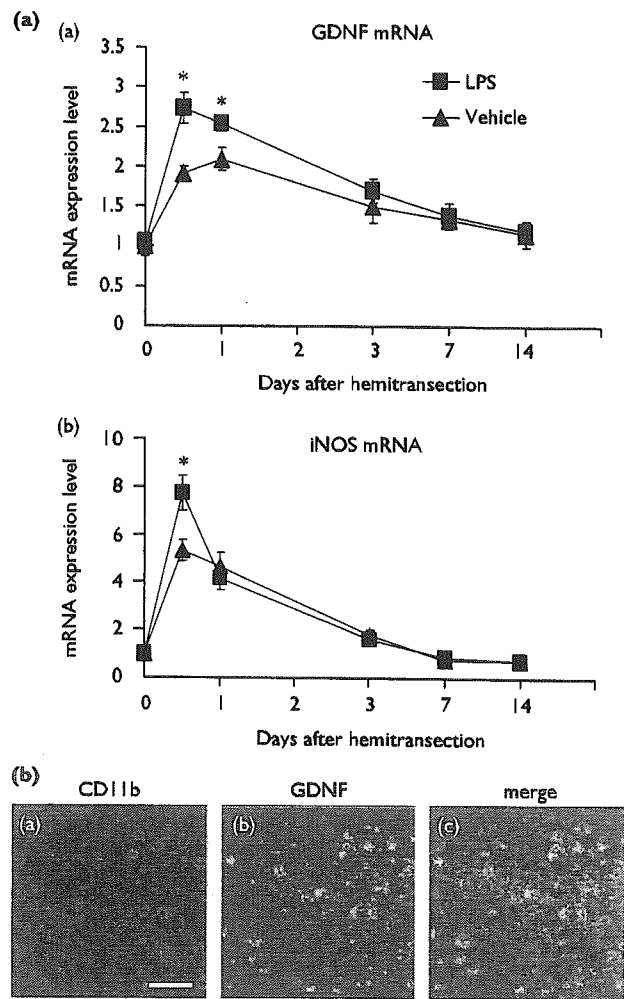 (a)
(a) GDNF mRNA
3.5
3
2.5
2
1.5
1
0.5
0
mRNA expression level
* *
LPS
Vehicle
0 1 2 3 7 14
Days after hemitransection
(b) iNOS mRNA
10
8
6
4
2
0
mRNA expression level
*
0 1 2 3 7 14
Days after hemitransection
(b)
CD11b GDNF merge
(a) (b) (c)